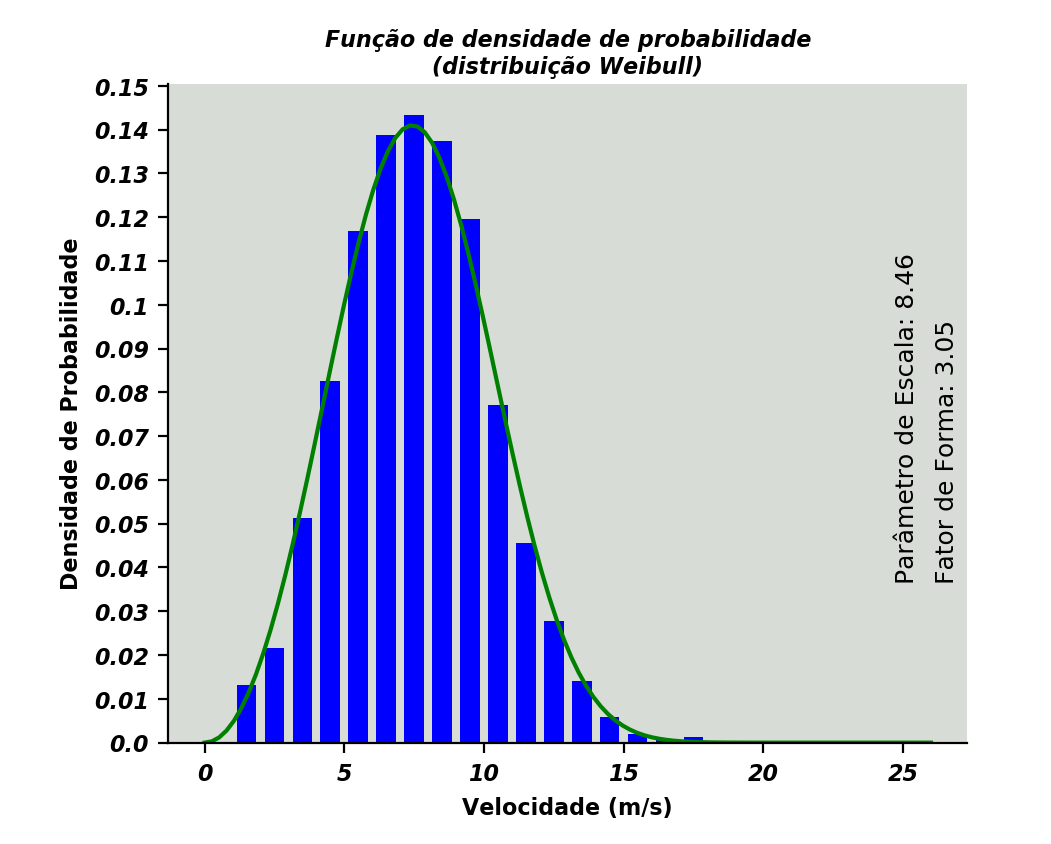 Função de densidade de probabilidade
(distribuição Weibull)
Densidade de Probabilidade
0.15
0.14
0.13
0.12
0.11
0.1
0.09
0.08
0.07
0.06
0.05
0.04
0.03
0.02
0.01
0.0
Parâmetro de Escala: 8.46
Fator de Forma: 3.05
0 5 10 15 20 25
Velocidade (m/s)